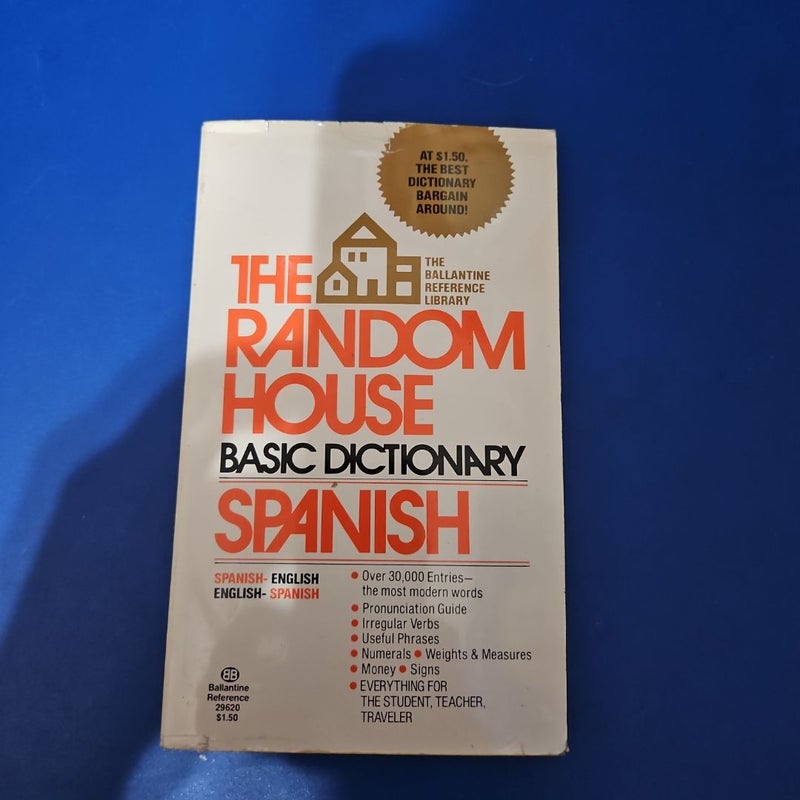 AT $1.50,
THE BEST
DICTIONARY
BARGAIN
AROUND!
THE
THE
BALLANTINE
REFERENCE
LIBRARY
RANDOM
HOUSE
BASIC DICTIONARY
SPANISH
SPANISH- ENGLISH
ENGLISH- SPANISH
• Over 30,000 Entries—
the most modern words
• Pronunciation Guide
• Irregular Verbs
• Useful Phrases
• Numerals • Weights & Measures
• Money • Signs
• EVERYTHING FOR
THE STUDENT, TEACHER,
TRAVELER
BB
Ballantine
Reference
29620
$1.50